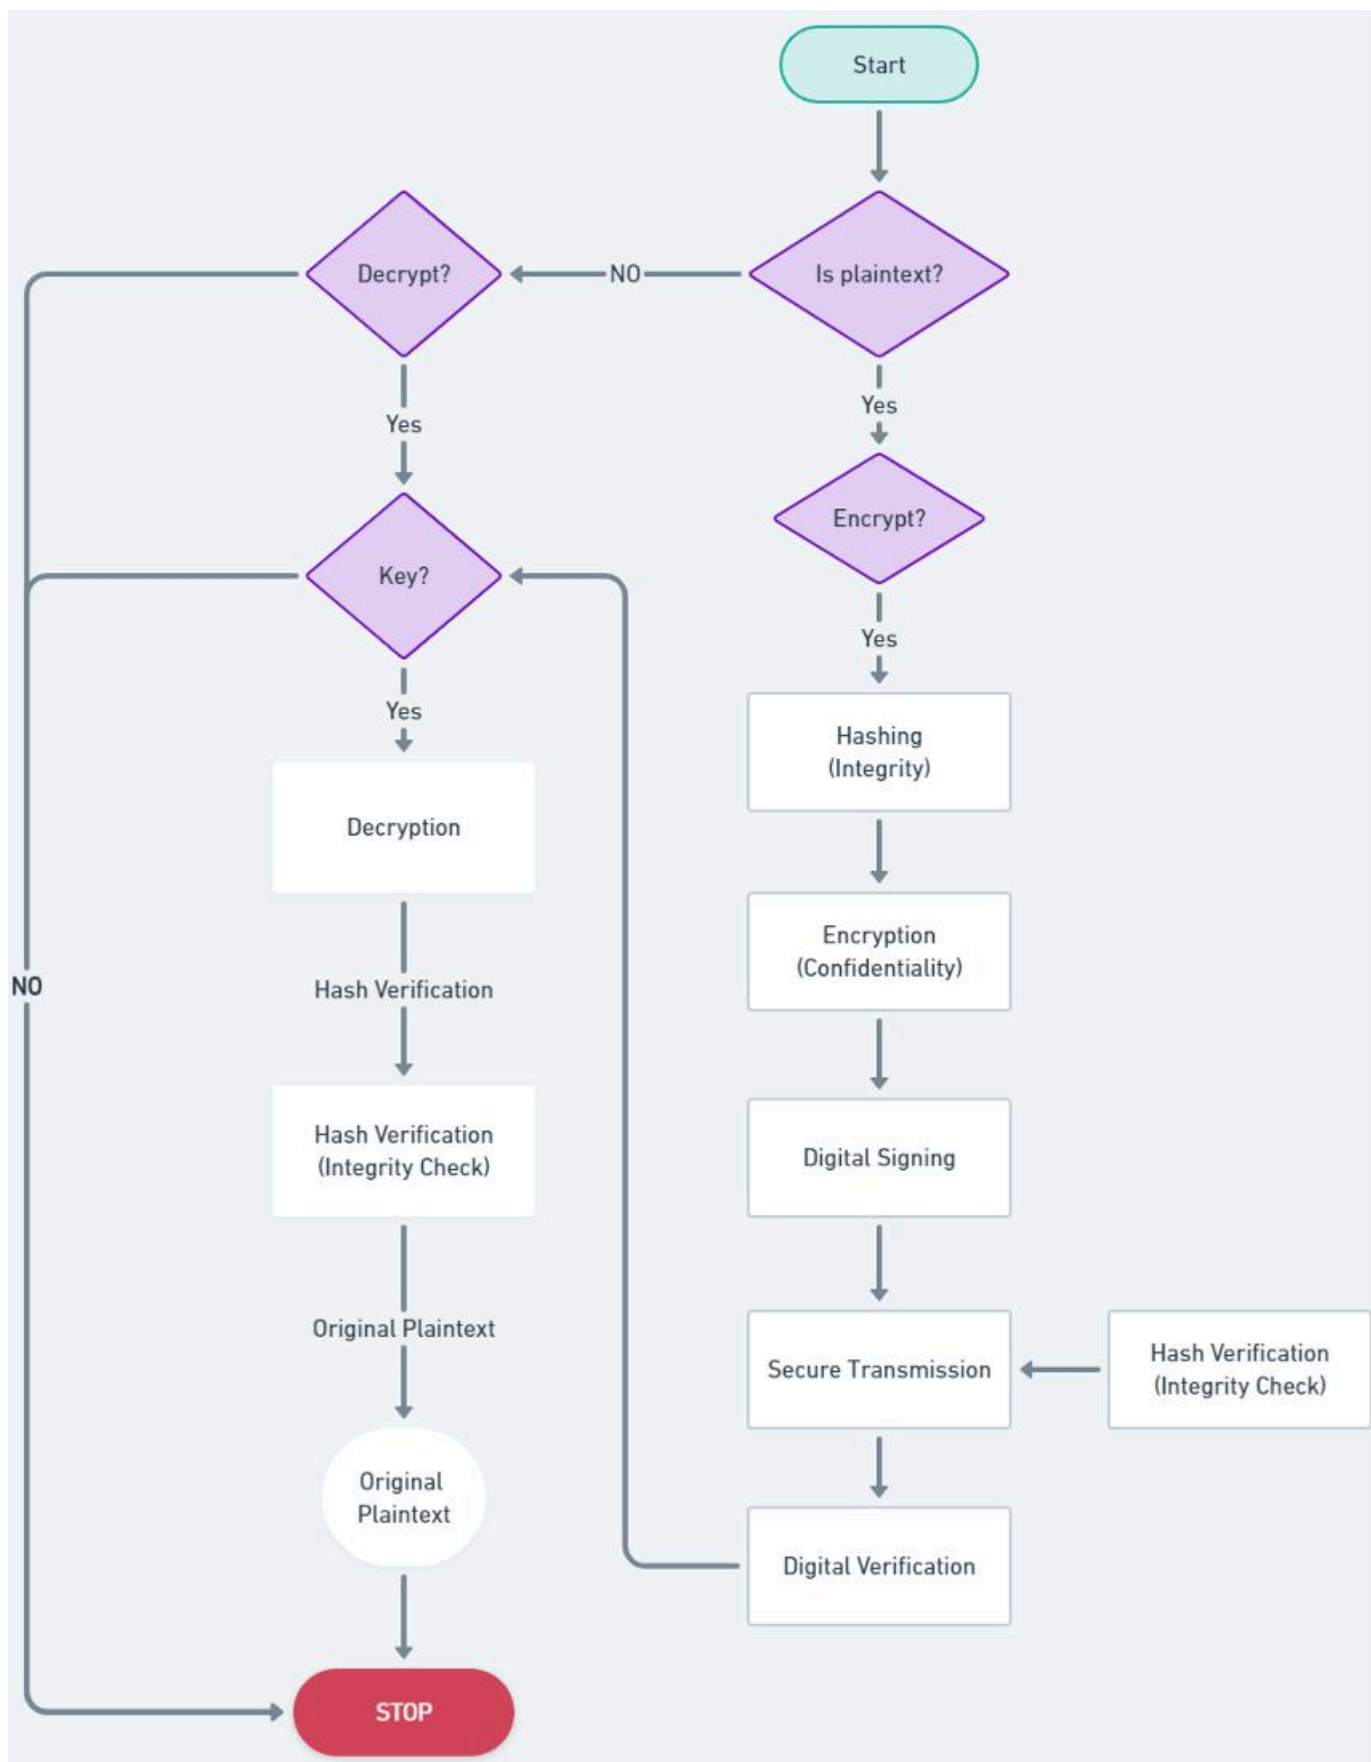 Start
Decrypt?
NO
Is plaintext?
Yes
Yes
Encrypt?
Key?
Yes
Yes
Hashing
(Integrity)
Decryption
Encryption
(Confidentiality)
NO
Hash Verification
Hash Verification
(Integrity Check)
Digital Signing
Original Plaintext
Secure Transmission
Hash Verification
(Integrity Check)
Original
Plaintext
Digital Verification
STOP